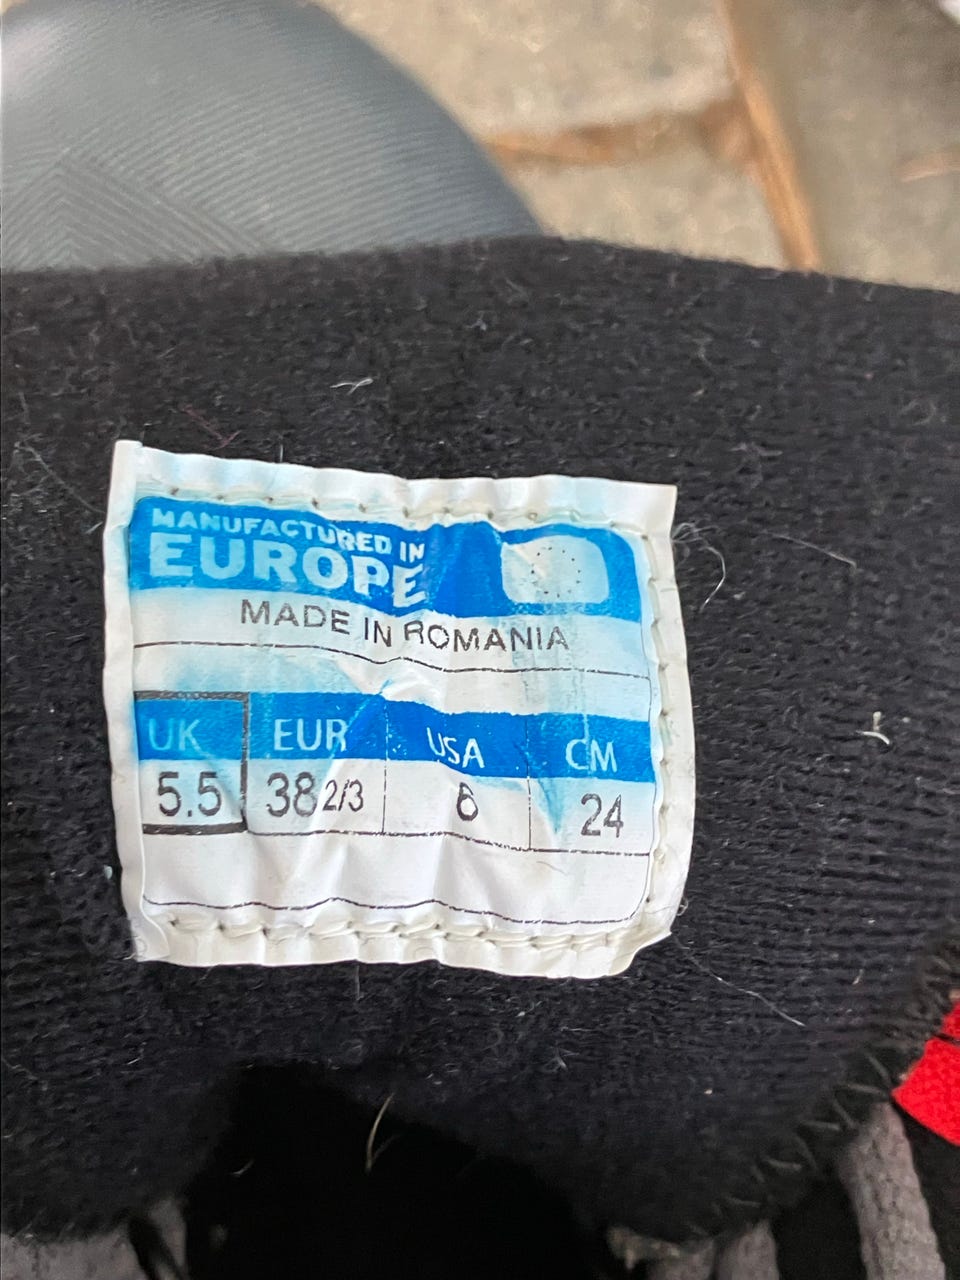 MANUFACTURED IN
EUROPE
MADE IN ROMANIA
UK EUR USA CM
5.5 38 2/3 6 24